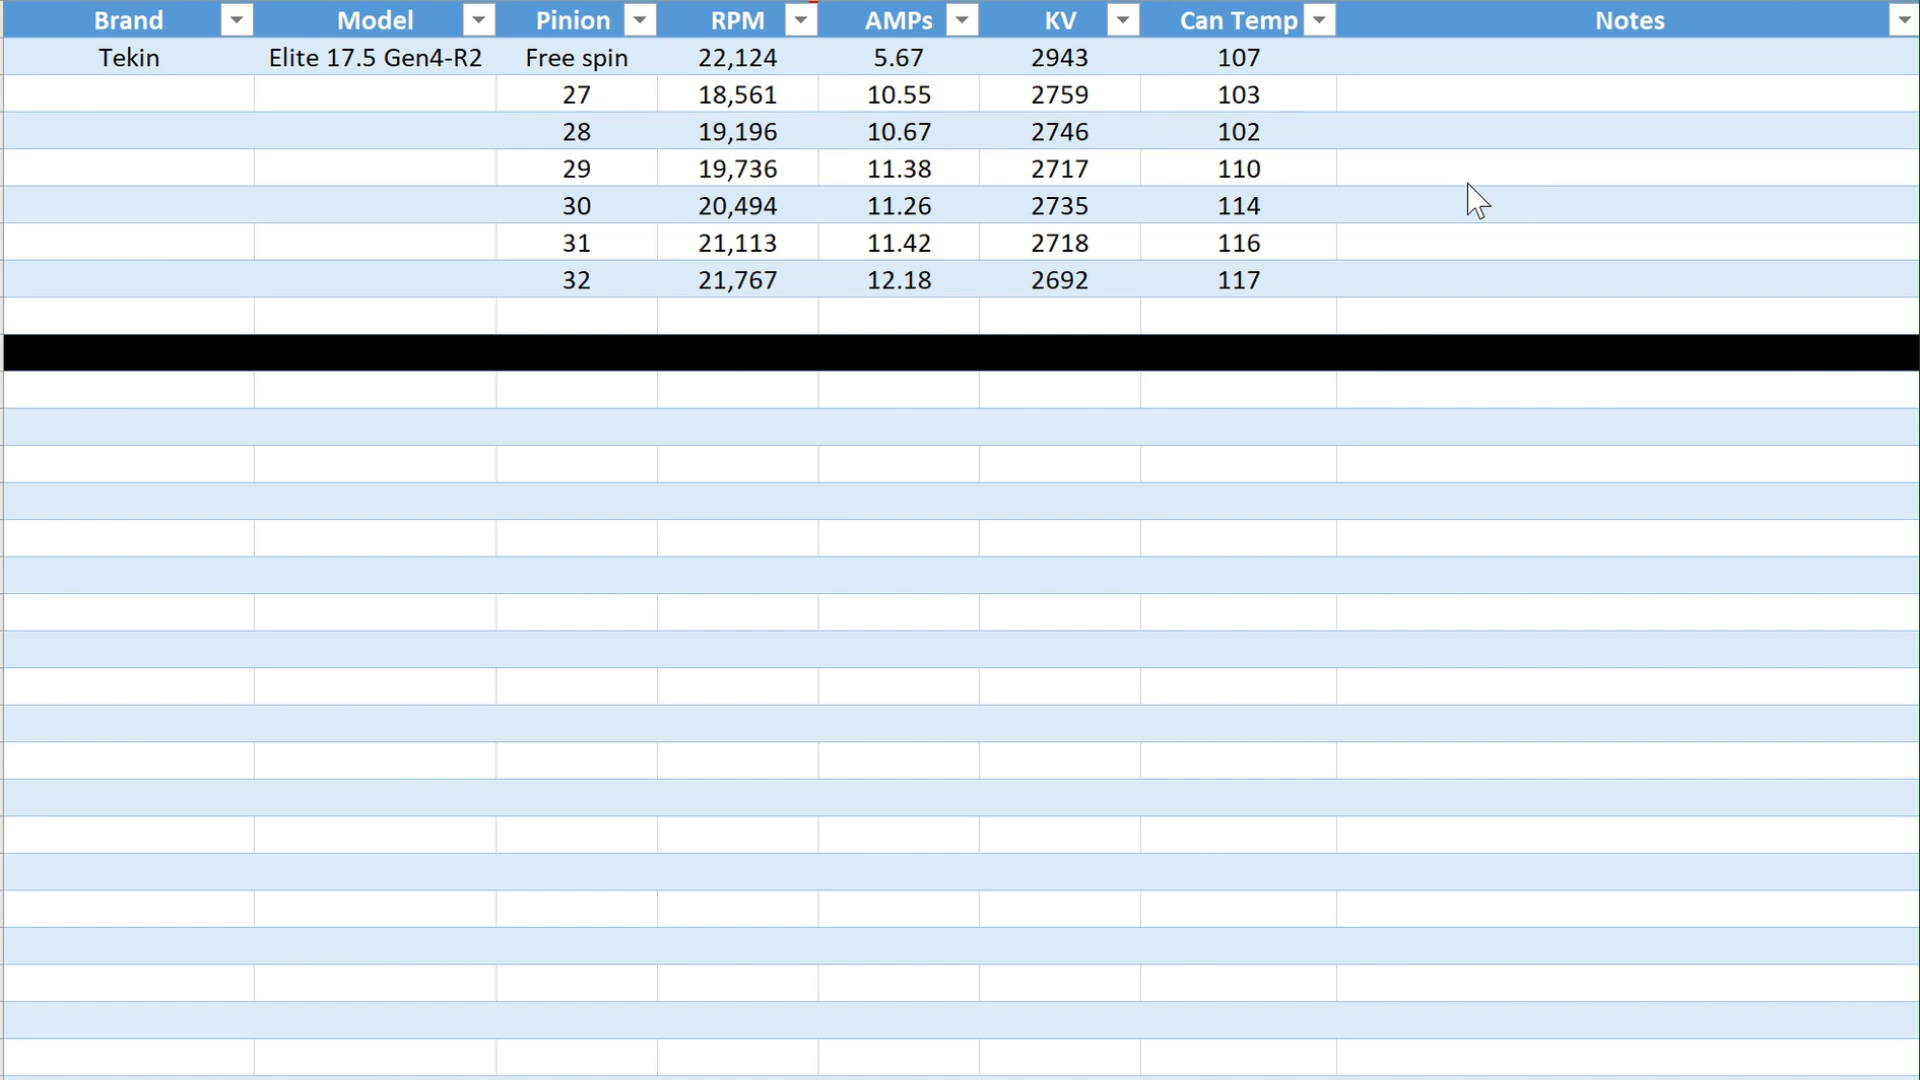 Brand Model Pinion RPM AMPs KV Can Temp Notes
Tekin Elite 17.5 Gen4-R2 Free spin 22,124 5.67 2943 107
27 18,561 10.55 2759 103
28 19,196 10.67 2746 102
29 19,736 11.38 2717 110
30 20,494 11.26 2735 114
31 21,113 11.42 2718 116
32 21,767 12.18 2692 117